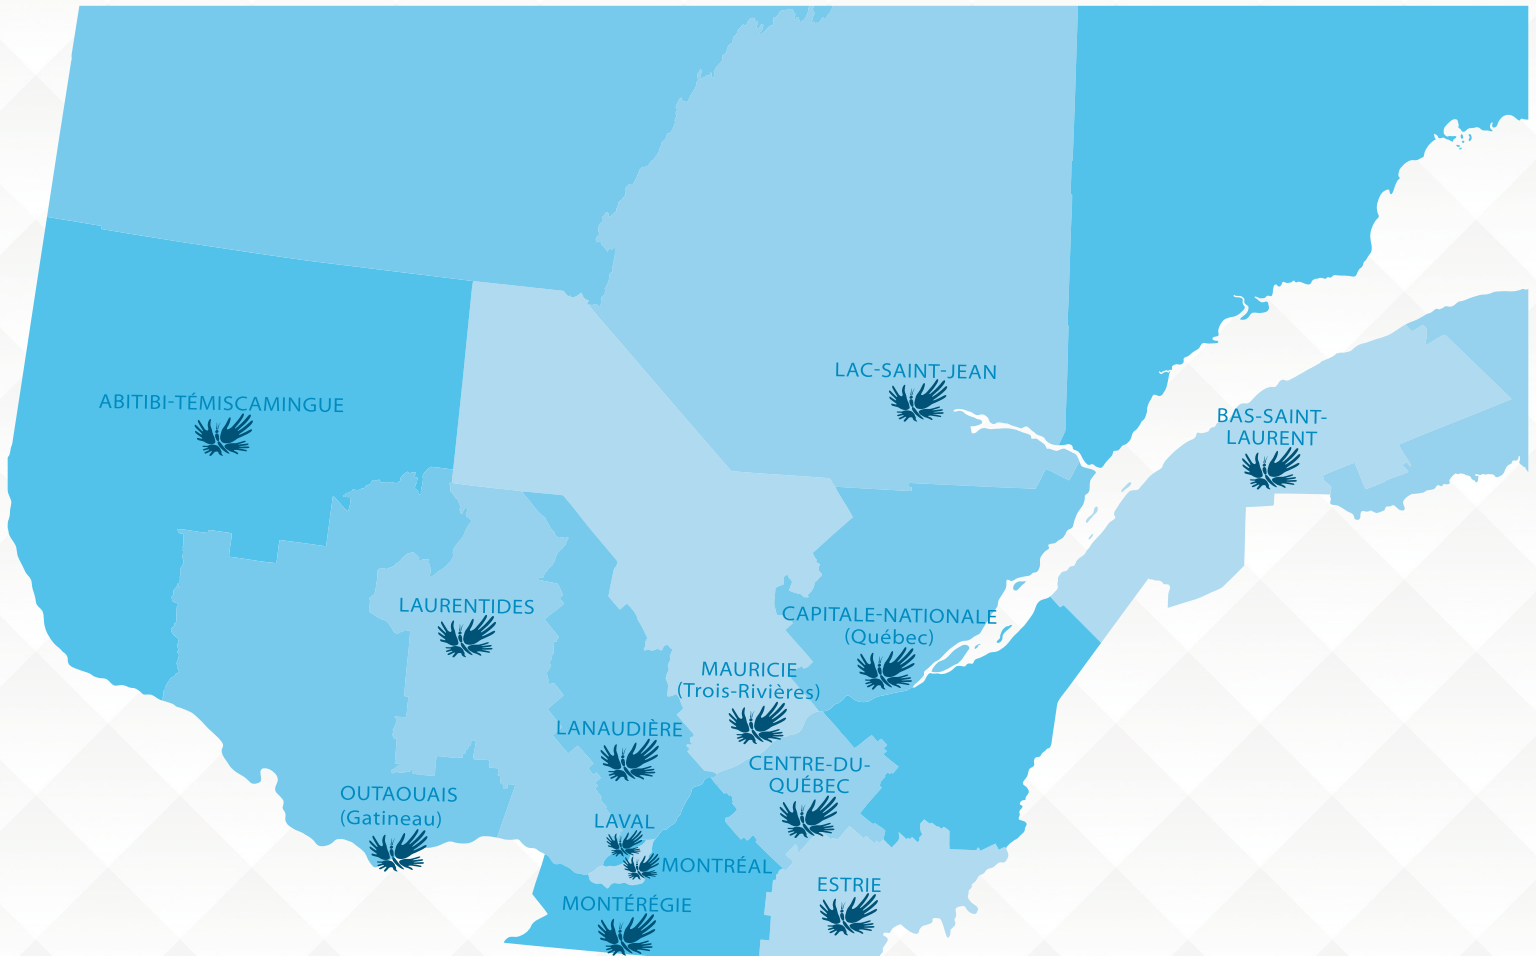 LAC-SAINT-JEAN
ABITIBI-TÉMISCAMINGUE
BAS-SAINT-
LAURENT
LAURENTIDES
CAPITALE-NATIONALE
(Québec)
MAURICIE
(Trois-Rivières)
LANAUDIÈRE
CENTRE-DU-
QUÉBEC
OUTAOUAIS
(Gatineau)
LAVAL
MONTRÉAL
ESTRIE
MONTÉRÉGIE